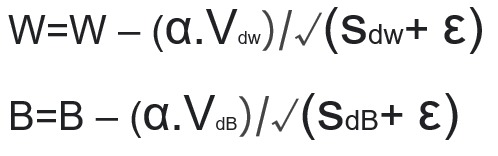 W=W – (α.Vdw)/√(sdw+ ε)
B=B – (α.VdB)/√(sdB+ ε)